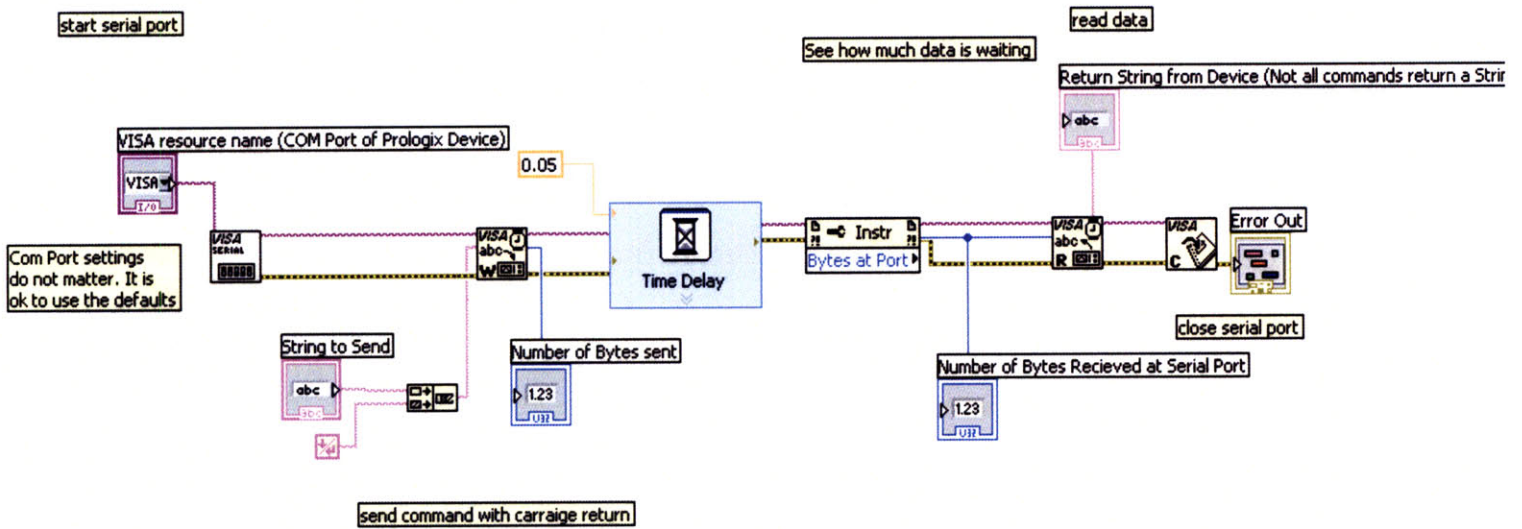 start serial port
read data
See how much data is waiting
Return String from Device (Not all commands return a Strin
abc
abc
VISA resource name (COM Port of Prologix Device)
0.05
VISA
I/O
VISA
SERIAL
VISA
abc
W
Time Delay
Instr
Bytes at Port
VISA
abc
R
VISA
C
Error Out
Com Port settings
do not matter. It is
ok to use the defaults
close serial port
String to Send
abc
abc
Number of Bytes sent
1.23
U32
Number of Bytes Recieved at Serial Port
1.23
U32
send command with carraige return